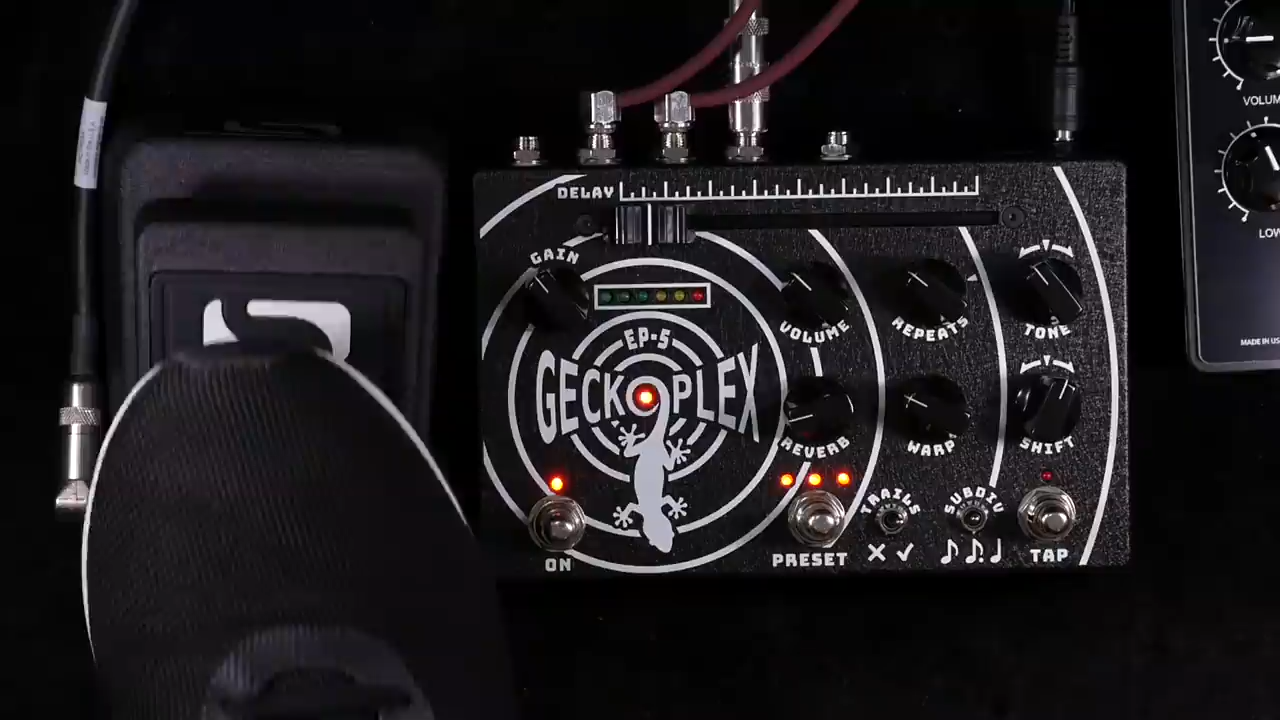 VOLUM
LOW
MADE IN US
DELAY
GAIN
VOLUME
REPEATS
TONE
EP-5
GECKOPLEX
REVERB
WARP
SHIFT
TRAILS
SUBDIV
ON
PRESET
TAP